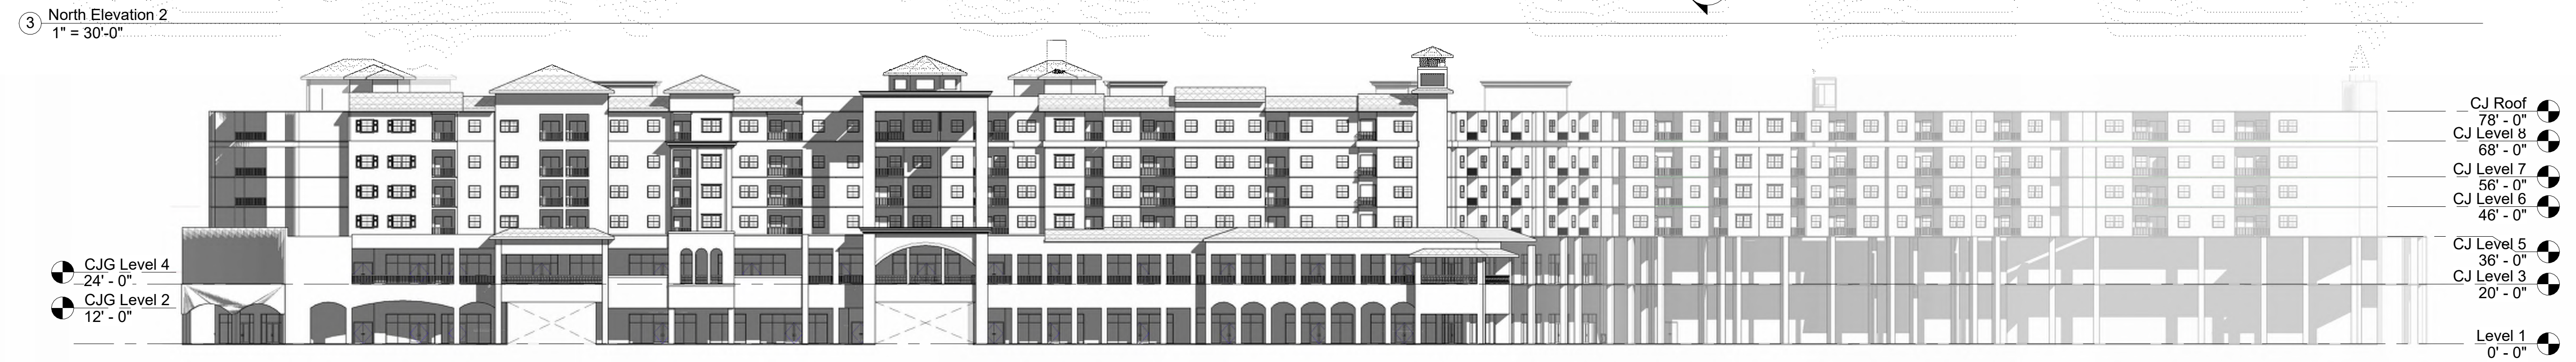 3
North Elevation 2
1" = 30'-0"
CJ Roof
78' - 0"
CJ Level 8
68' - 0"
CJ Level 7
56' - 0"
CJ Level 6
46' - 0"
CJ Level 5
36' - 0"
CJ Level 3
20' - 0"
Level 1
0' - 0"
CJG Level 4
24' - 0"
CJG Level 2
12' - 0"